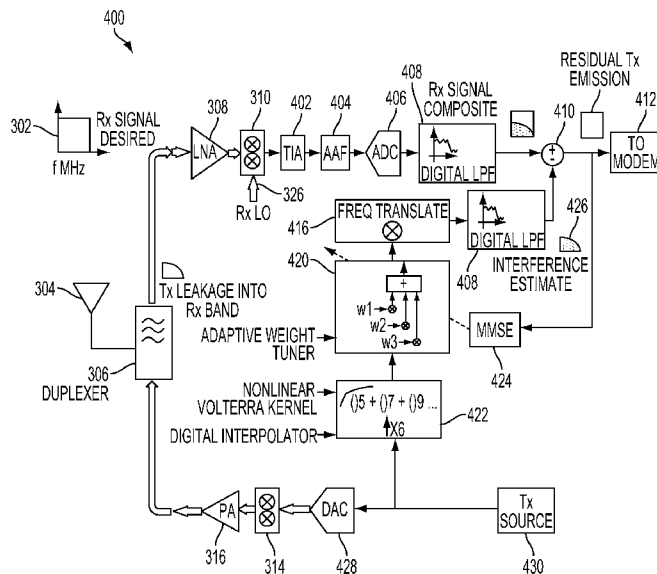 400
302
Rx SIGNAL
DESIRED
f MHz
308
LNA
310
326
Rx LO
402
TIA
404
AAF
406
ADC
408
DIGITAL LPF
Rx SIGNAL
COMPOSITE
410
+
-
RESIDUAL Tx
EMISSION
412
TO
MODEM
416
FREQ TRANSLATE
DIGITAL LPF
408
426
INTERFERENCE
ESTIMATE
304
Tx LEAKAGE INTO
Rx BAND
306
DUPLEXER
420
+
w1
w2
w3
ADAPTIVE WEIGHT
TUNER
MMSE
424
NONLINEAR
VOLTERRA KERNEL
()5 + ()7 + ()9 ...
422
DIGITAL INTERPOLATOR
X6
PA
316
314
DAC
428
Tx
SOURCE
430